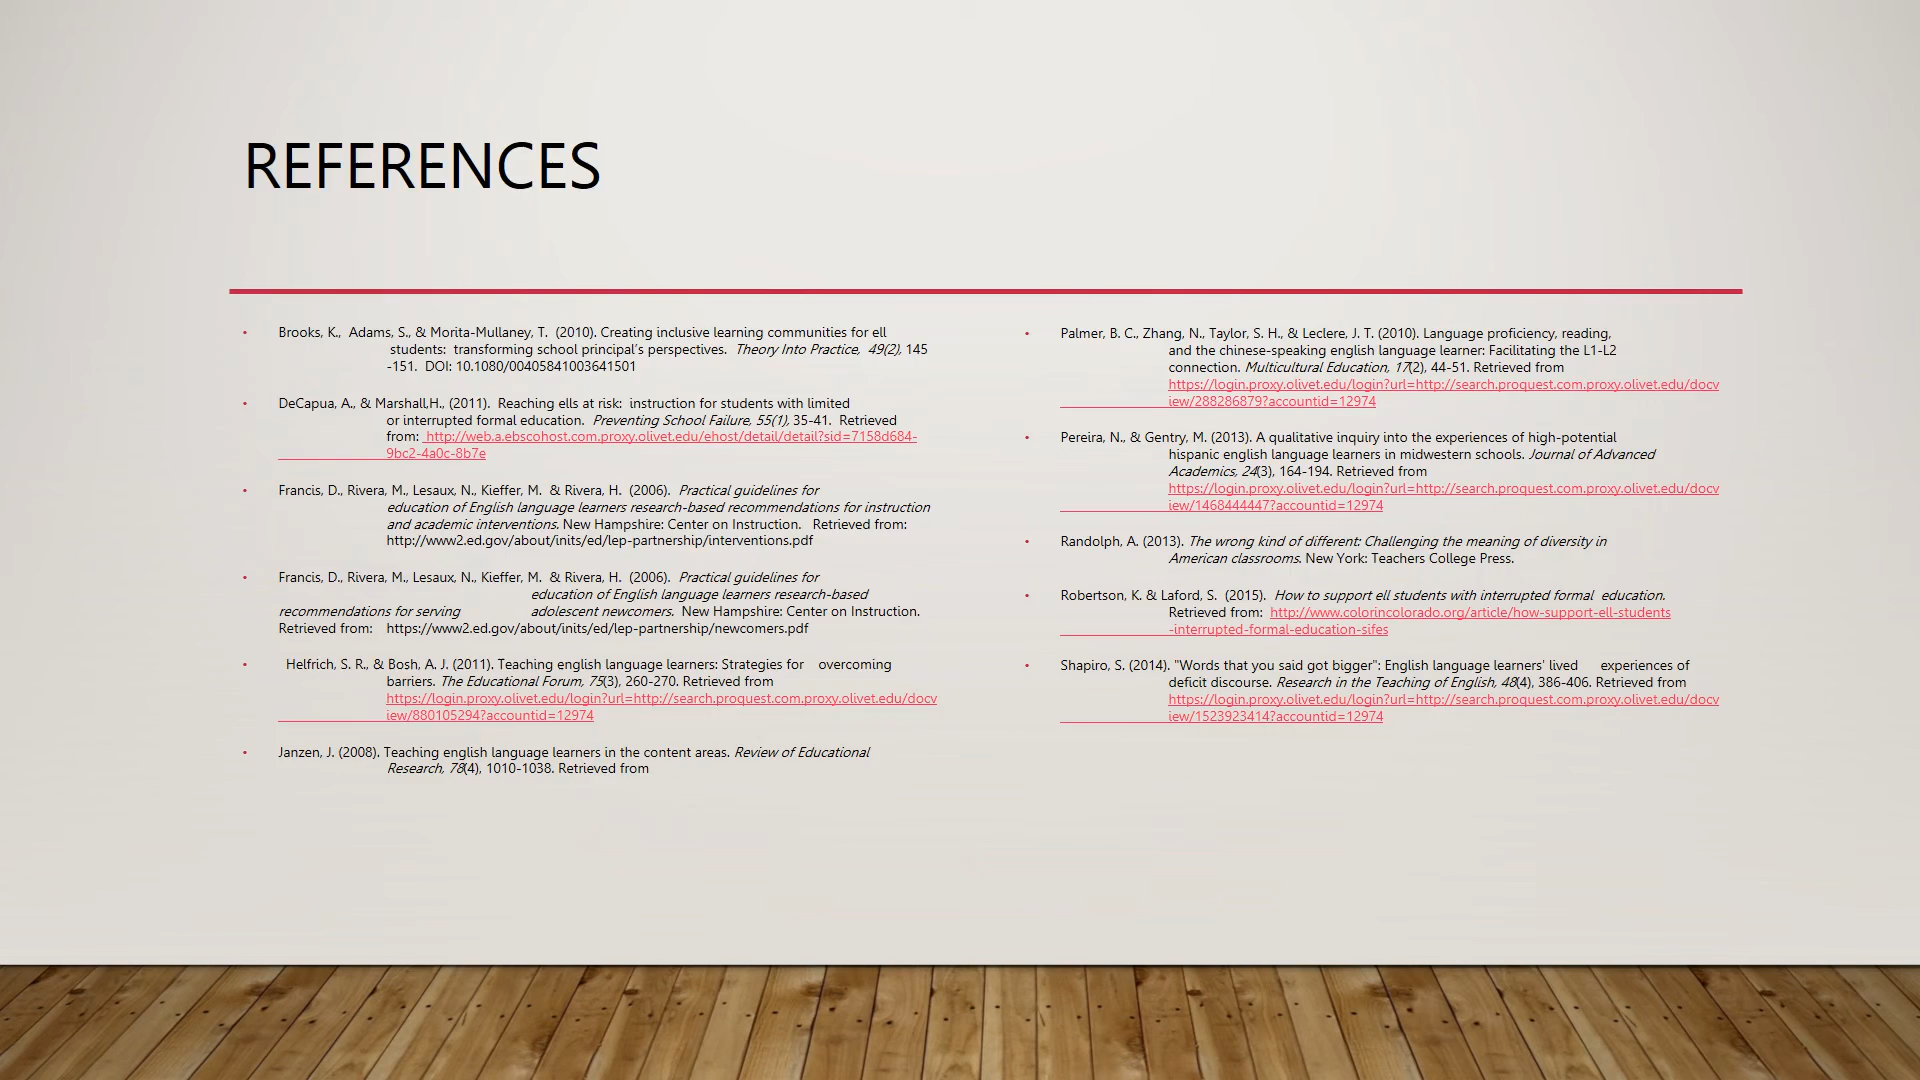 REFERENCES
• Brooks, K., Adams, S., & Morita-Mullaney, T. (2010). Creating inclusive learning communities for ell
students: transforming school principal's perspectives. Theory Into Practice, 49(2), 145
-151. DOI: 10.1080/00405841003641501
• DeCapua, A., & Marshall,H., (2011). Reaching ells at risk: instruction for students with limited
or interrupted formal education. Preventing School Failure, 55(1), 35-41. Retrieved
from: http://web.a.ebscohost.com.proxy.olivet.edu/ehost/detail/detail?sid=7158d684-
9bc2-4a0c-8b7e
• Francis, D., Rivera, M., Lesaux, N., Kieffer, M. & Rivera, H. (2006). Practical guidelines for
education of English language learners research-based recommendations for instruction
and academic interventions. New Hampshire: Center on Instruction. Retrieved from:
http://www2.ed.gov/about/inits/ed/lep-partnership/interventions.pdf
• Francis, D., Rivera, M., Lesaux, N., Kieffer, M. & Rivera, H. (2006). Practical guidelines for
education of English language learners research-based
recommendations for serving adolescent newcomers. New Hampshire: Center on Instruction.
Retrieved from: https://www2.ed.gov/about/inits/ed/lep-partnership/newcomers.pdf
• Helfrich, S. R., & Bosh, A. J. (2011). Teaching english language learners: Strategies for overcoming
barriers. The Educational Forum, 75(3), 260-270. Retrieved from
https://login.proxy.olivet.edu/login?url=http://search.proquest.com.proxy.olivet.edu/docv
iew/880105294?accountid=12974
• Janzen, J. (2008). Teaching english language learners in the content areas. Review of Educational
Research, 78(4), 1010-1038. Retrieved from
• Palmer, B. C., Zhang, N., Taylor, S. H., & Leclere, J. T. (2010). Language proficiency, reading,
and the chinese-speaking english language learner: Facilitating the L1-L2
connection. Multicultural Education, 17(2), 44-51. Retrieved from
https://login.proxy.olivet.edu/login?url=http://search.proquest.com.proxy.olivet.edu/docv
iew/288286879?accountid=12974
• Pereira, N., & Gentry, M. (2013). A qualitative inquiry into the experiences of high-potential
hispanic english language learners in midwestern schools. Journal of Advanced
Academics, 24(3), 164-194. Retrieved from
https://login.proxy.olivet.edu/login?url=http://search.proquest.com.proxy.olivet.edu/docv
iew/1468444447?accountid=12974
• Randolph, A. (2013). The wrong kind of different: Challenging the meaning of diversity in
American classrooms. New York: Teachers College Press.
• Robertson, K. & Laford, S. (2015). How to support ell students with interrupted formal education.
Retrieved from: http://www.colorincolorado.org/article/how-support-ell-students
-interrupted-formal-education-sifes
• Shapiro, S. (2014). "Words that you said got bigger": English language learners' lived experiences of
deficit discourse. Research in the Teaching of English, 48(4), 386-406. Retrieved from
https://login.proxy.olivet.edu/login?url=http://search.proquest.com.proxy.olivet.edu/docv
iew/1523923414?accountid=12974